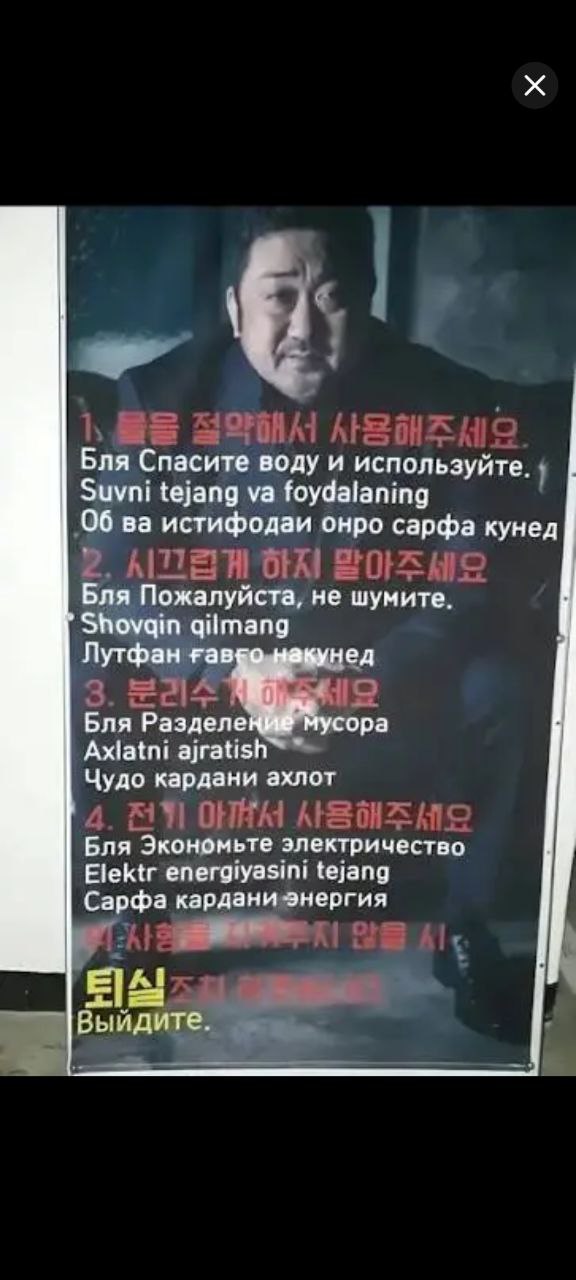 1. 물을 절약해서 사용해주세요.
Бля Спасите воду и используйте.
Suvni tejang va foydalaning
Об ва истифодаи онро сарфа кунед
2. 시끄럽게 하지 말아주세요
Бля Пожалуйста, не шумите.
Shovqin qilmang
Лутфан ғавғо накунед
3. 분리수거 해주세요
Бля Разделение мусора
Axlatni ajratish
Ҷудо кардани ахлот
4. 전기 아껴서 사용해주세요
Бля Экономьте электричество
Elektr energiyasini tejang
Сарфа кардани энергия
위 사항을 지켜주지 않을 시
퇴실조치
Выйдите.